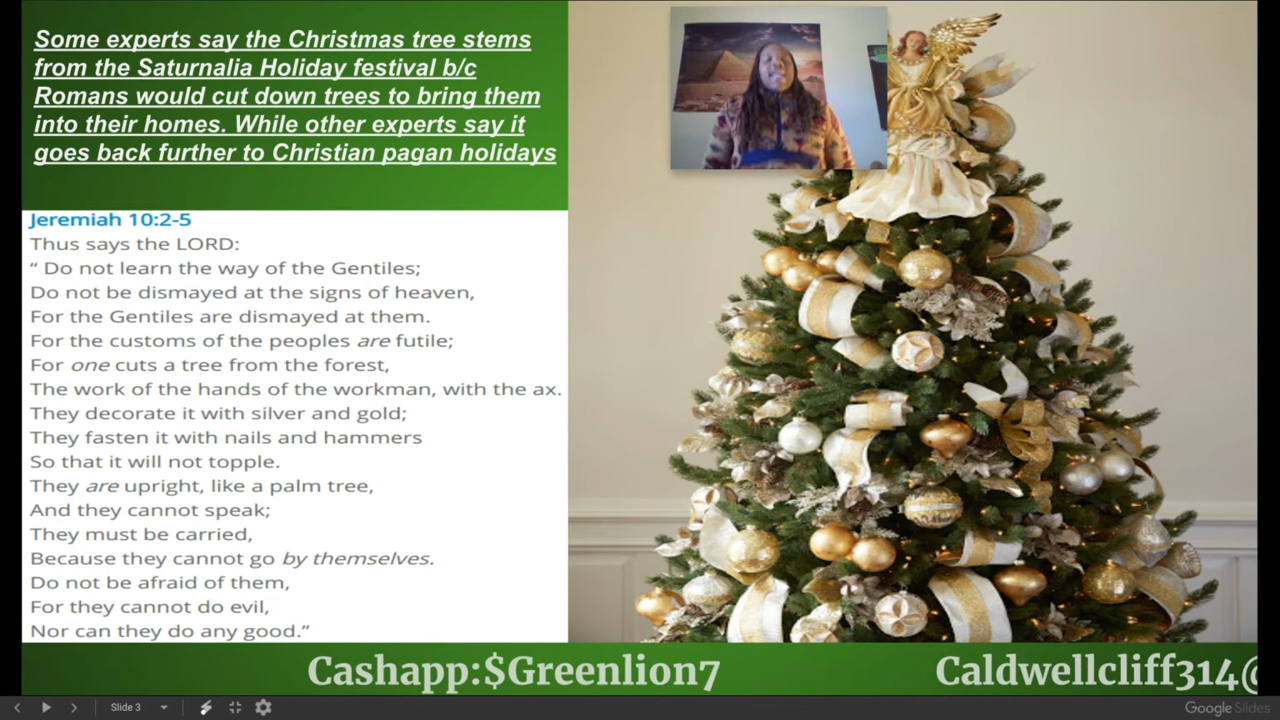 Some experts say the Christmas tree stems
from the Saturnalia Holiday festival b/c
Romans would cut down trees to bring them
into their homes. While other experts say it
goes back further to Christian pagan holidays
Jeremiah 10:2-5
Thus says the LORD:
“ Do not learn the way of the Gentiles;
Do not be dismayed at the signs of heaven,
For the Gentiles are dismayed at them.
For the customs of the peoples are futile;
For one cuts a tree from the forest,
The work of the hands of the workman, with the ax.
They decorate it with silver and gold;
They fasten it with nails and hammers
So that it will not topple.
They are upright, like a palm tree,
And they cannot speak;
They must be carried,
Because they cannot go by themselves.
Do not be afraid of them,
For they cannot do evil,
Nor can they do any good.”
Cashapp:$Greenlion7 Caldwellcliff314@
Slide 3 Google Slides